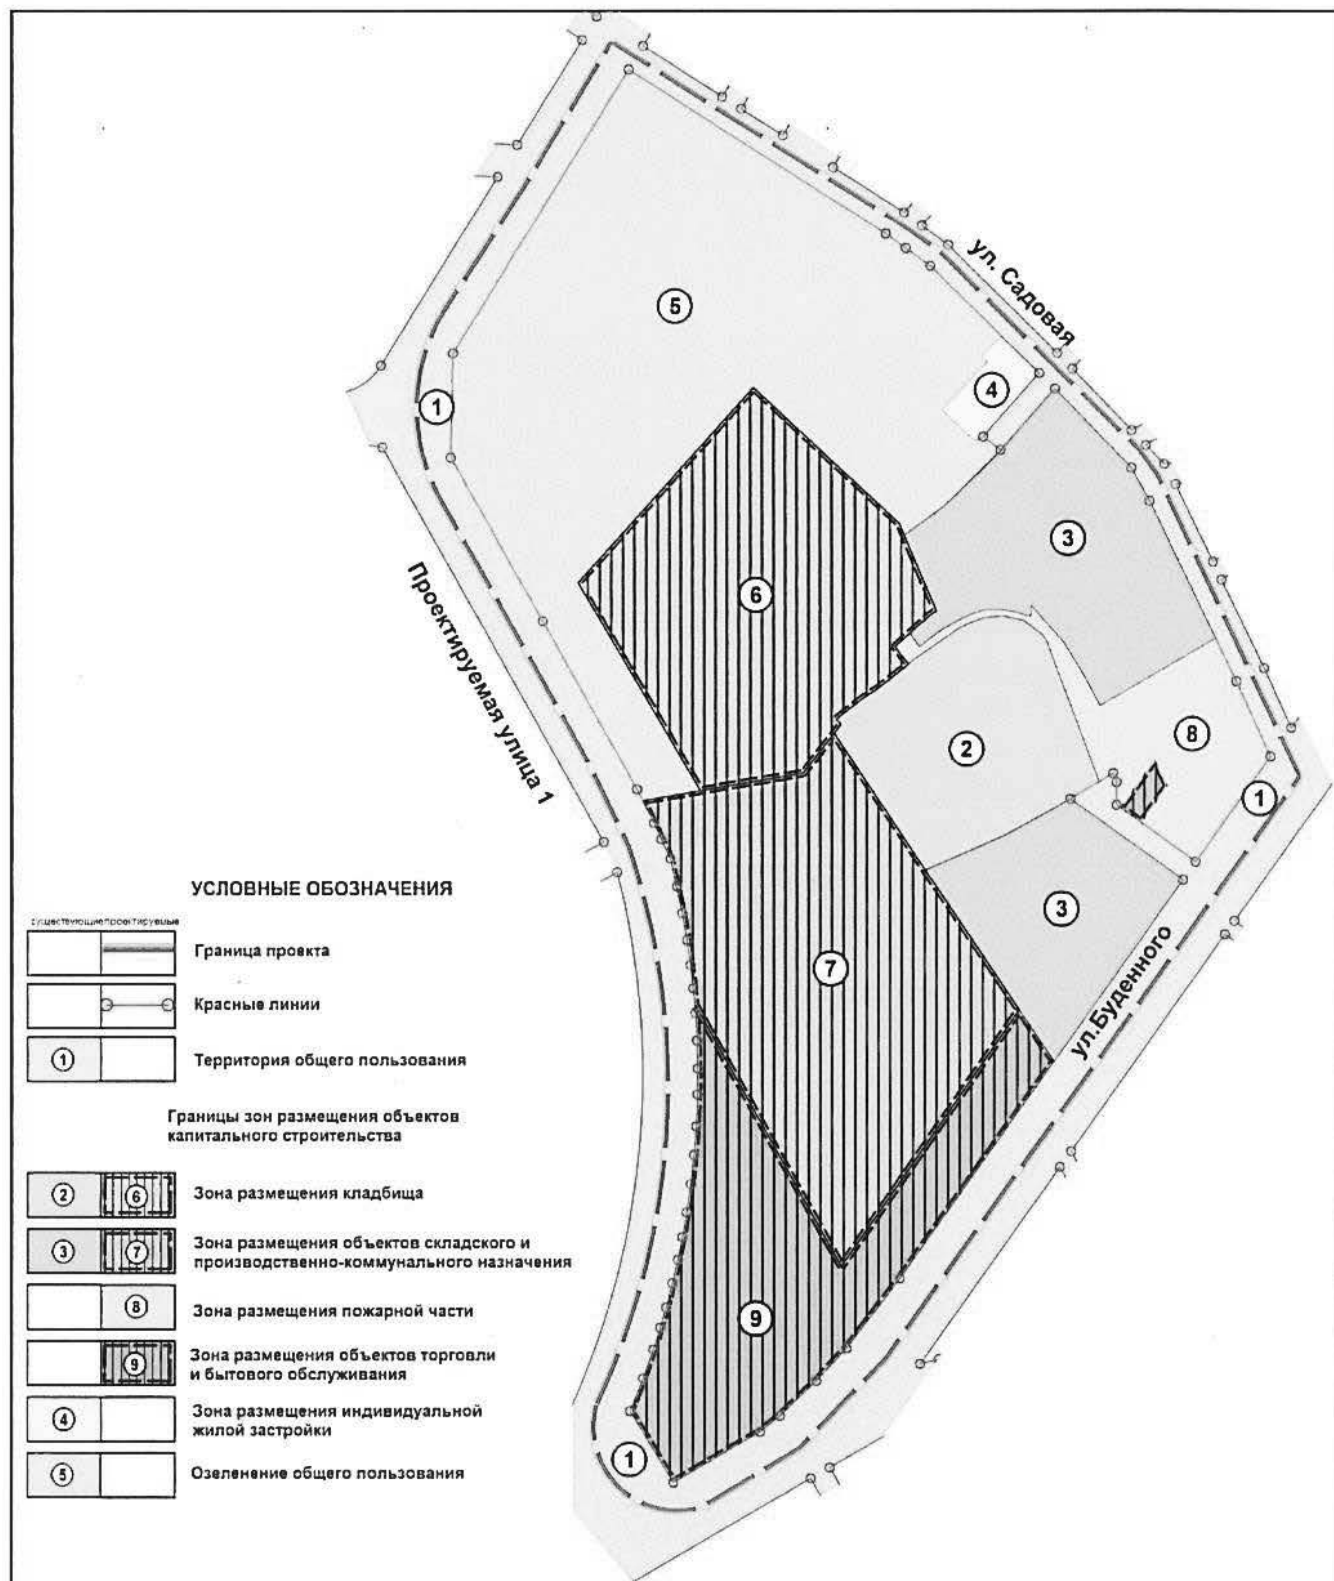 ул. Садовая
5
4
1
3
6
Проектируемая улица 1
2
8
1
3
7
ул.Буденного
9
1
УСЛОВНЫЕ ОБОЗНАЧЕНИЯ
существующие проектируемые
Граница проекта
Красные линии
1 Территория общего пользования
Границы зон размещения объектов
капитального строительства
2 6 Зона размещения кладбища
3 7 Зона размещения объектов складского и
производственно-коммунального назначения
8 Зона размещения пожарной части
9 Зона размещения объектов торговли
и бытового обслуживания
4 Зона размещения индивидуальной
жилой застройки
5 Озеленение общего пользования